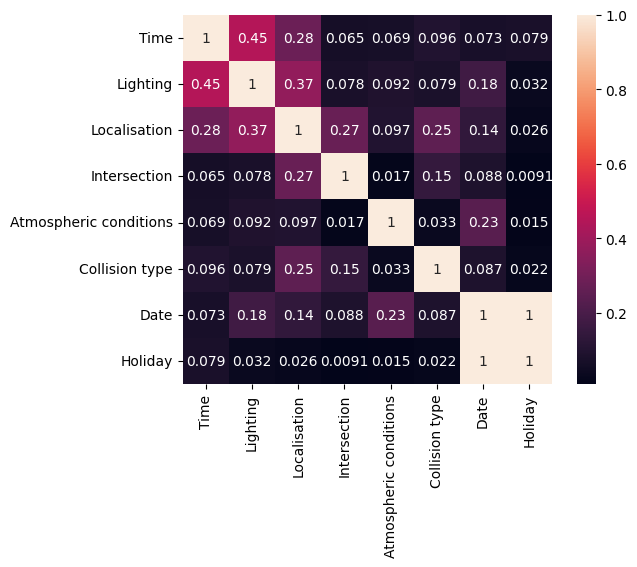 Time 1 0.45 0.28 0.065 0.069 0.096 0.073 0.079
Lighting 0.45 1 0.37 0.078 0.092 0.079 0.18 0.032
Localisation 0.28 0.37 1 0.27 0.097 0.25 0.14 0.026
Intersection 0.065 0.078 0.27 1 0.017 0.15 0.088 0.0091
Atmospheric conditions 0.069 0.092 0.097 0.017 1 0.033 0.23 0.015
Collision type 0.096 0.079 0.25 0.15 0.033 1 0.087 0.022
Date 0.073 0.18 0.14 0.088 0.23 0.087 1 1
Holiday 0.079 0.032 0.026 0.0091 0.015 0.022 1 1
Time
Lighting
Localisation
Intersection
Atmospheric conditions
Collision type
Date
Holiday
1.0
0.8
0.6
0.4
0.2